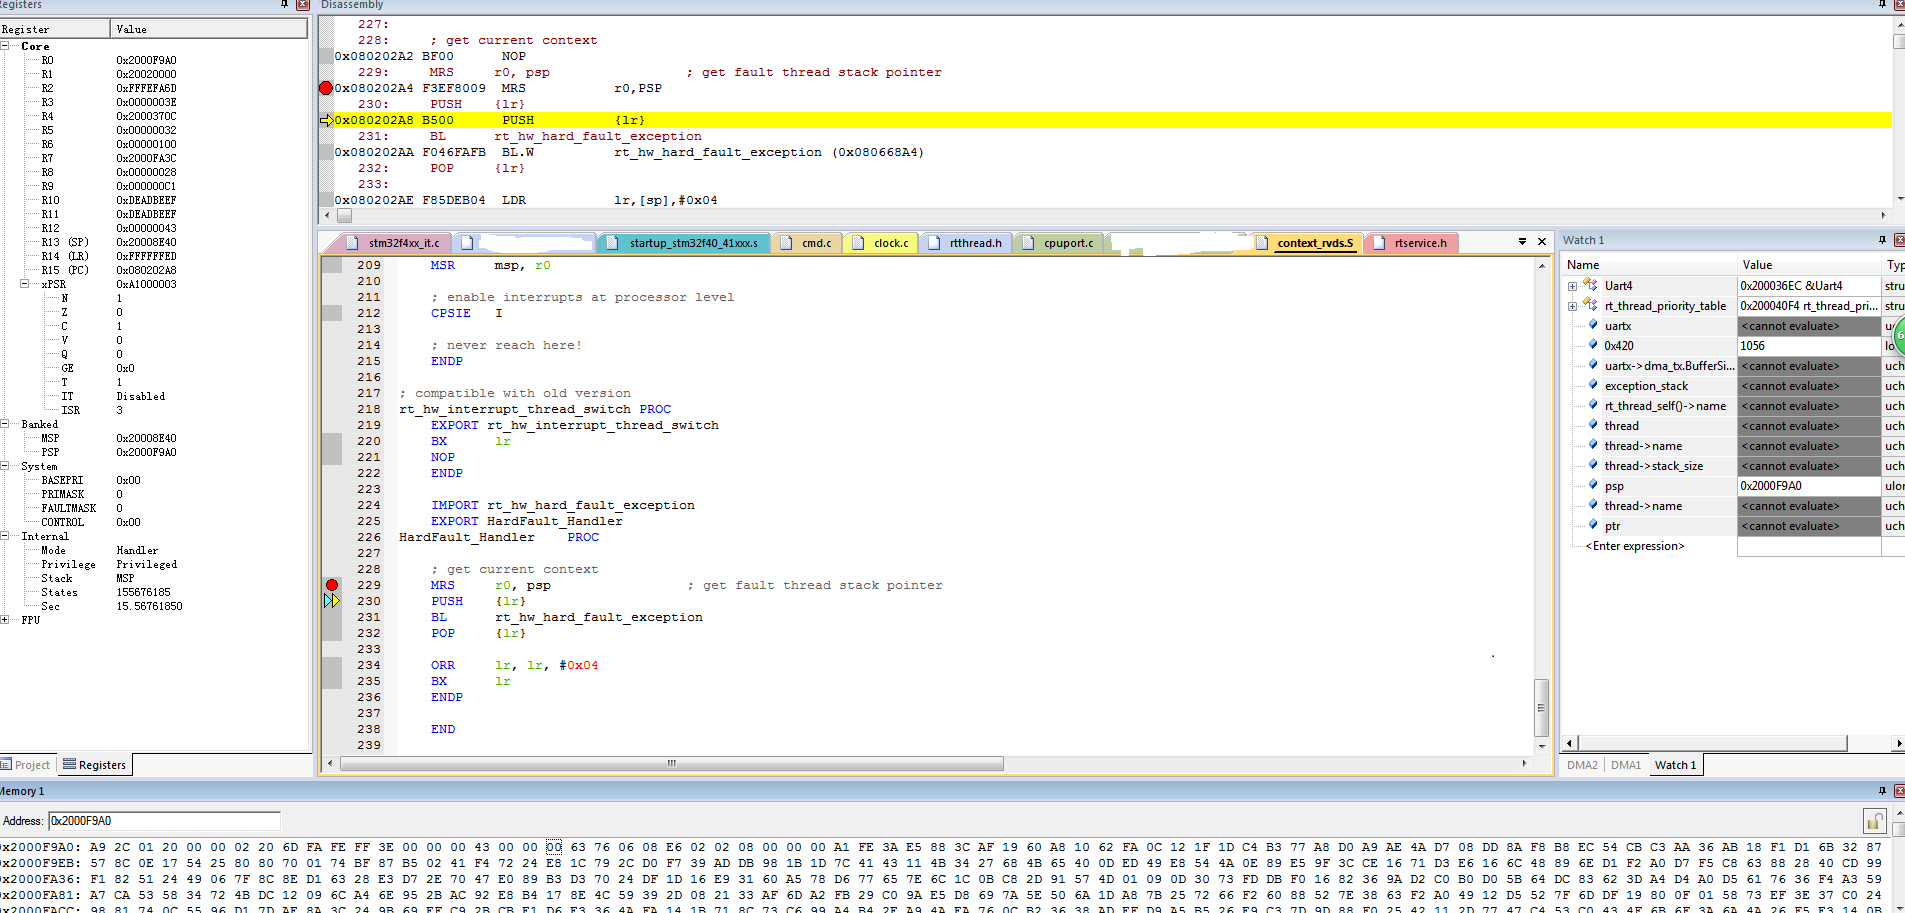 Registers
Register Value
Core
R0 0x2000F9A0
R1 0x20020000
R2 0xFFFEFA6D
R3 0x0000003E
R4 0x2000370C
R5 0x00000032
R6 0x00000100
R7 0x2000FA3C
R8 0x00000028
R9 0x000000C1
R10 0xDEADBEEF
R11 0xDEADBEEF
R12 0x00000043
R13 (SP) 0x20008E40
R14 (LR) 0xFFFFFFED
R15 (PC) 0x080202A8
xPSR 0xA1000003
N 1
Z 0
C 1
V 0
Q 0
GE 0x0
T 1
IT Disabled
ISR 3
Banked
MSP 0x20008E40
PSP 0x2000F9A0
System
BASEPRI 0x00
PRIMASK 0
FAULTMASK 0
CONTROL 0x00
Internal
Mode Handler
Privilege Privileged
Stack MSP
States 155676185
Sec 15.56761850
FPU
Project Registers
Disassembly
227:
228: ; get current context
0x080202A2 BF00 NOP
229: MRS r0, psp ; get fault thread stack pointer
0x080202A4 F3EF8009 MRS r0,PSP
230: PUSH {lr}
0x080202A8 B500 PUSH {lr}
231: BL rt_hw_hard_fault_exception
0x080202AA F046FAFB BL.W rt_hw_hard_fault_exception (0x080668A4)
232: POP {lr}
233:
0x080202AE F85DEB04 LDR lr,[sp],#0x04
stm32f4xx_it.c startup_stm32f40_41xxx.s cmd.c clock.c rtthread.h cpuport.c context_rvds.S rtservice.h
209 MSR msp, r0
210
211 ; enable interrupts at processor level
212 CPSIE I
213
214 ; never reach here!
215 ENDP
216
217 ; compatible with old version
218 rt_hw_interrupt_thread_switch PROC
219 EXPORT rt_hw_interrupt_thread_switch
220 BX lr
221 NOP
222 ENDP
223
224 IMPORT rt_hw_hard_fault_exception
225 EXPORT HardFault_Handler
226 HardFault_Handler PROC
227
228 ; get current context
229 MRS r0, psp ; get fault thread stack pointer
230 PUSH {lr}
231 BL rt_hw_hard_fault_exception
232 POP {lr}
233
234 ORR lr, lr, #0x04
235 BX lr
236 ENDP
237
238 END
239
Watch 1
Name Value Typ
Uart4 0x200036EC &Uart4 stru
rt_thread_priority_table 0x200040F4 rt_thread_pri... stru
uartx <cannot evaluate>
0x420 1056 lo
uartx->dma_tx.BufferSi... <cannot evaluate> uch
exception_stack <cannot evaluate> uch
rt_thread_self()->name <cannot evaluate> uch
thread <cannot evaluate> uch
thread->name <cannot evaluate> uch
thread->stack_size <cannot evaluate> uch
psp 0x2000F9A0 ulor
thread->name <cannot evaluate> uch
ptr <cannot evaluate> uch
<Enter expression>
DMA2 DMA1 Watch 1
Memory 1
Address: 0x2000F9A0
0x2000F9A0: A9 2C 01 20 00 00 02 20 6D FA FE FF 3E 00 00 00 43 00 00 00 63 76 06 08 E6 02 02 08 00 00 00 A1 FE 3A E5 88 3C AF 19 60 A8 10 62 FA 0C 12 1F 1D C4 B3 77 A8 D0 A9 AE 4A D7 08 DD 8A F8 B8 EC 54 CB C3 AA 36 AB 18 F1 D1 6B 32 87
0x2000F9EB: 57 8C 0E 17 54 25 80 80 70 01 74 BF 87 B5 02 41 F4 72 24 E8 1C 79 2C D0 F7 39 AD DB 98 1B 1D 7C 41 43 11 4B 34 27 68 4B 65 40 0D ED 49 E8 54 4A 0E 89 E5 9F 3C CE 16 71 D3 E6 16 6C 48 89 6E D1 F2 A0 D7 F5 C8 63 88 28 40 CD 99
0x2000FA36: F1 82 51 24 49 06 7F 8C 8E D1 63 28 E3 D7 2E 70 47 E0 89 B3 D3 70 24 DF 1D 16 E9 31 60 A5 78 D6 77 65 7E 6C 1C 0B C8 2D 91 57 4D 01 09 0D 30 73 FD DB F0 16 82 36 9A D2 C0 B0 D0 5B 64 DC 83 62 3D A4 D4 A0 D5 61 76 36 F4 A3 59
0x2000FA81: A7 CA 53 58 34 72 4B DC 12 09 6C A4 6E 95 2B AC 92 E8 B4 17 8E 4C 59 39 2D 08 21 33 AF 6D A2 FB 29 C0 9A E5 D8 69 7A 5E 50 6A 1D A8 7B 25 72 66 F2 60 88 52 7E 38 63 F2 A0 49 12 D5 52 7F 6D DF 19 80 0F 01 58 73 EF 3E 37 C0 24